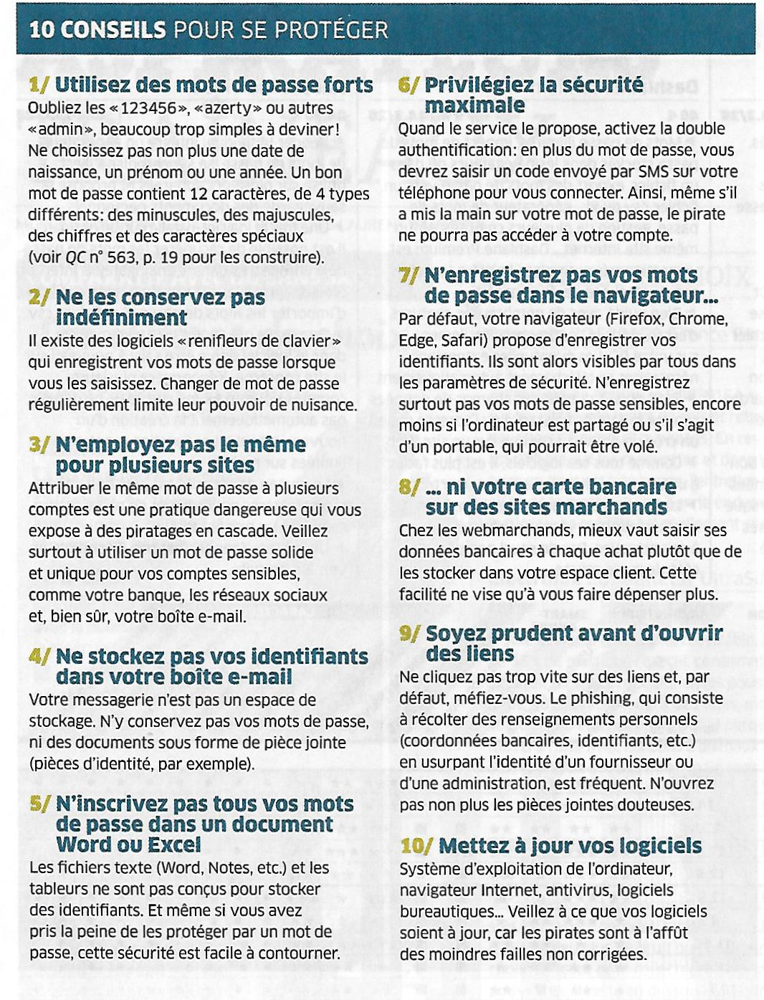 10 CONSEILS POUR SE PROTÉGER
1/ Utilisez des mots de passe forts
Oubliez les «123456», «azerty» ou autres
«admin», beaucoup trop simples à deviner!
Ne choisissez pas non plus une date de
naissance, un prénom ou une année. Un bon
mot de passe contient 12 caractères, de 4 types
différents: des minuscules, des majuscules,
des chiffres et des caractères spéciaux
(voir QC n° 563, p. 19 pour les construire).
2/ Ne les conservez pas
indéfiniment
Il existe des logiciels «renifleurs de clavier»
qui enregistrent vos mots de passe lorsque
vous les saisissez. Changer de mot de passe
régulièrement limite leur pouvoir de nuisance.
3/ N'employez pas le même
pour plusieurs sites
Attribuer le même mot de passe à plusieurs
comptes est une pratique dangereuse qui vous
expose à des piratages en cascade. Veillez
surtout à utiliser un mot de passe solide
et unique pour vos comptes sensibles,
comme votre banque, les réseaux sociaux
et, bien sûr, votre boîte e-mail.
4/ Ne stockez pas vos identifiants
dans votre boîte e-mail
Votre messagerie n'est pas un espace de
stockage. N'y conservez pas vos mots de passe,
ni des documents sous forme de pièce jointe
(pièces d'identité, par exemple).
5/ N'inscrivez pas tous vos mots
de passe dans un document
Word ou Excel
Les fichiers texte (Word, Notes, etc.) et les
tableurs ne sont pas conçus pour stocker
des identifiants. Et même si vous avez
pris la peine de les protéger par un mot de
passe, cette sécurité est facile à contourner.
6/ Privilégiez la sécurité
maximale
Quand le service le propose, activez la double
authentification: en plus du mot de passe, vous
devrez saisir un code envoyé par SMS sur votre
téléphone pour vous connecter. Ainsi, même s'il
a mis la main sur votre mot de passe, le pirate
ne pourra pas accéder à votre compte.
7/ N'enregistrez pas vos mots
de passe dans le navigateur...
Par défaut, votre navigateur (Firefox, Chrome,
Edge, Safari) propose d'enregistrer vos
identifiants. Ils sont alors visibles par tous dans
les paramètres de sécurité. N'enregistrez
surtout pas vos mots de passe sensibles, encore
moins si l'ordinateur est partagé ou s'il s'agit
d'un portable, qui pourrait être volé.
8/ ... ni votre carte bancaire
sur des sites marchands
Chez les webmarchands, mieux vaut saisir ses
données bancaires à chaque achat plutôt que de
les stocker dans votre espace client. Cette
facilité ne vise qu'à vous faire dépenser plus.
9/ Soyez prudent avant d'ouvrir
des liens
Ne cliquez pas trop vite sur des liens et, par
défaut, méfiez-vous. Le phishing, qui consiste
à récolter des renseignements personnels
(coordonnées bancaires, identifiants, etc.)
en usurpant l'identité d'un fournisseur ou
d'une administration, est fréquent. N'ouvrez
pas non plus les pièces jointes douteuses.
10/ Mettez à jour vos logiciels
Système d'exploitation de l'ordinateur,
navigateur Internet, antivirus, logiciels
bureautiques... Veillez à ce que vos logiciels
soient à jour, car les pirates sont à l'affût
des moindres failles non corrigées.